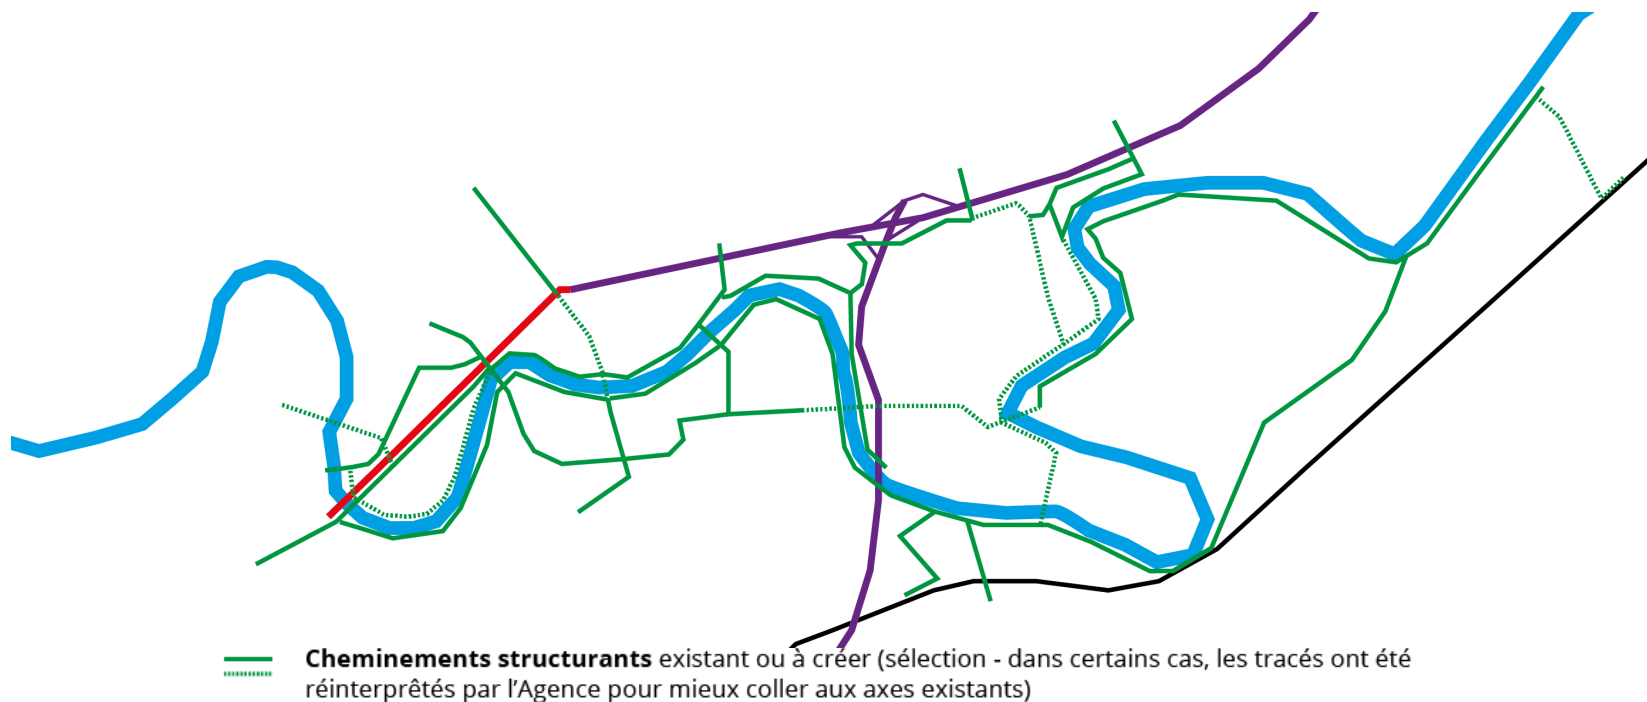 Cheminements structurants existant ou à créer (sélection - dans certains cas, les tracés ont été
réinterprêtés par l'Agence pour mieux coller aux axes existants)